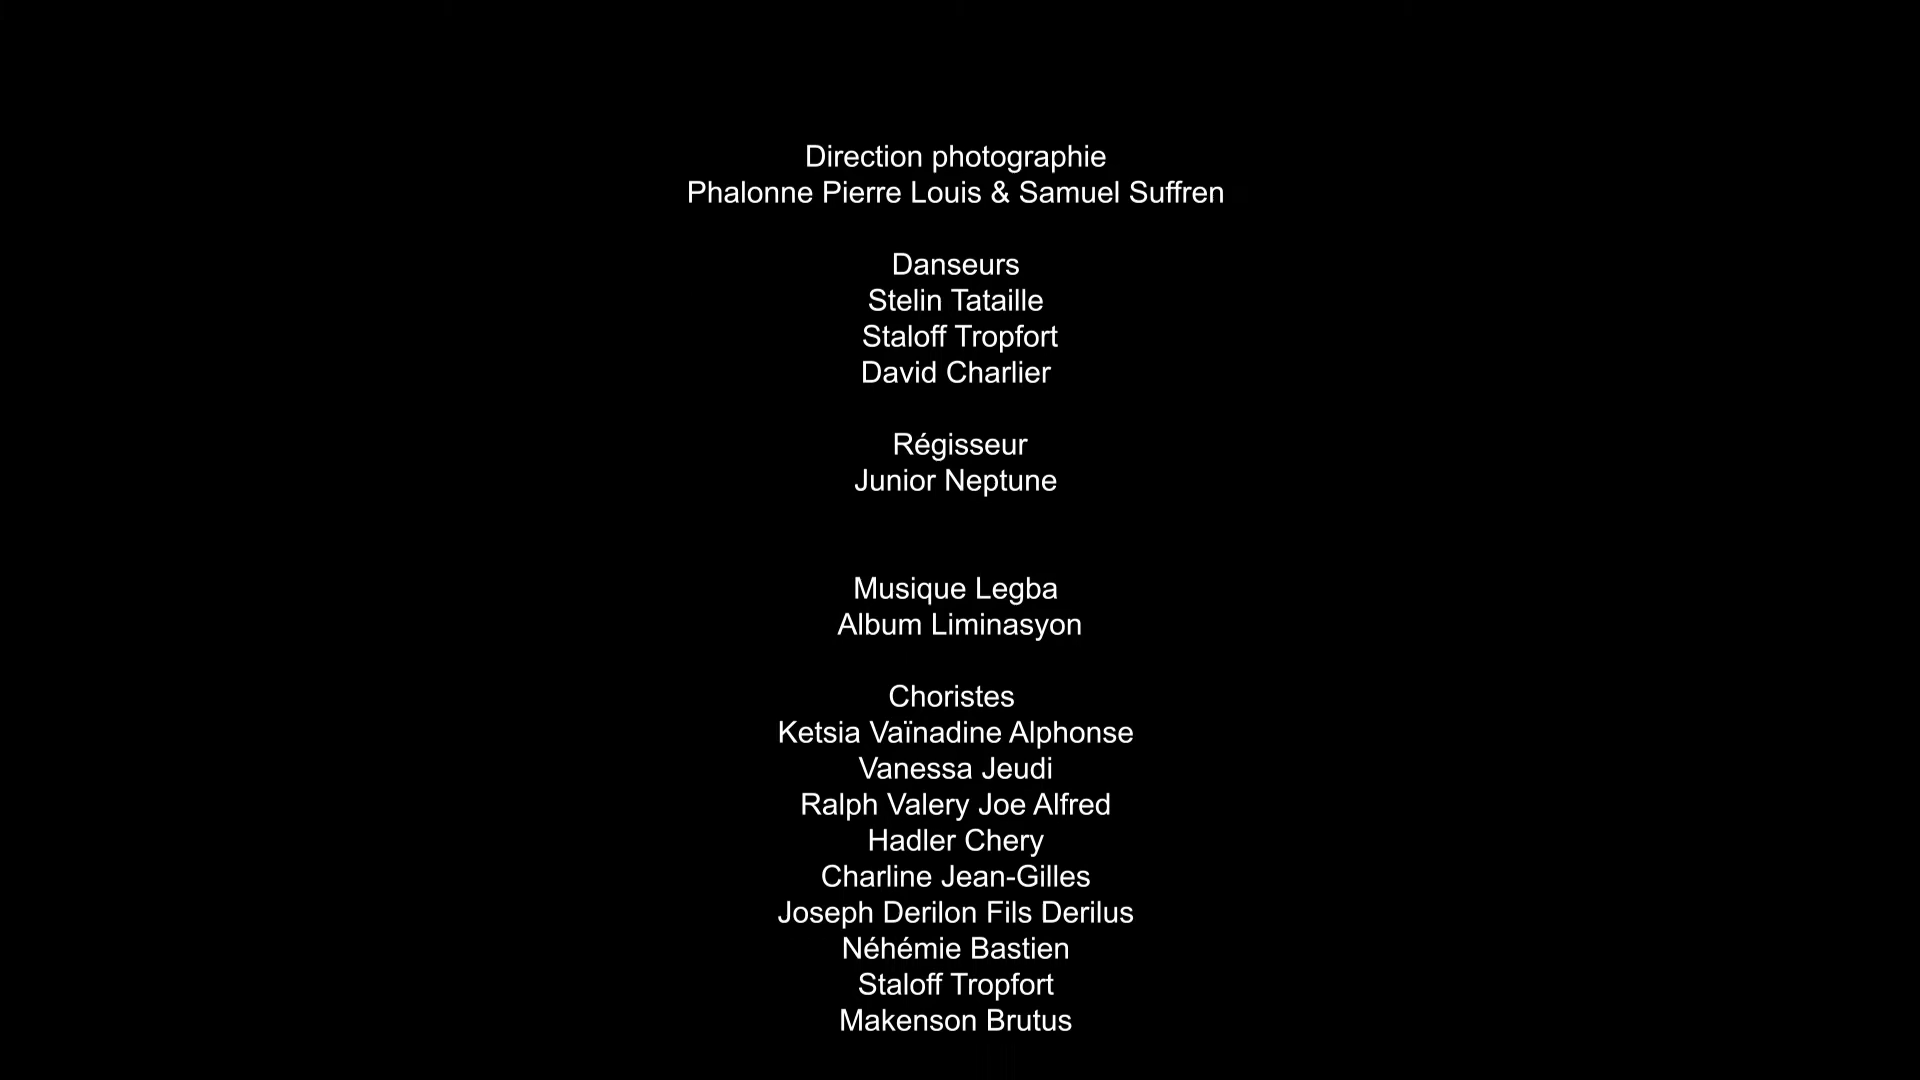 Direction photographie
Phalonne Pierre Louis & Samuel Suffren
Danseurs
Stelin Tataille
Staloff Tropfort
David Charlier
Régisseur
Junior Neptune
Musique Legba
Album Liminasyon
Choristes
Ketsia Vaïnadine Alphonse
Vanessa Jeudi
Ralph Valery Joe Alfred
Hadler Chery
Charline Jean-Gilles
Joseph Derilon Fils Derilus
Néhémie Bastien
Staloff Tropfort
Makenson Brutus